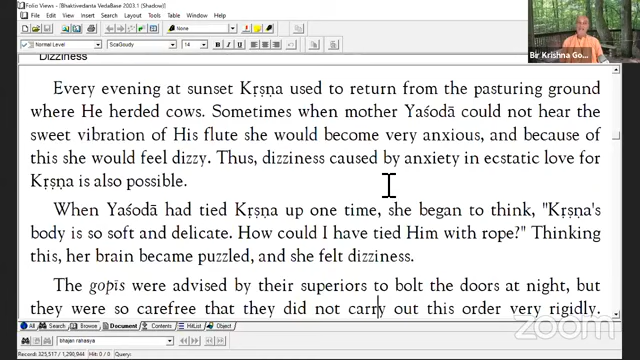 Folio Views - [Bhaktivedanta VedaBase 2003.1 (Shadow)]
File Edit View Search Insert Layout Tools Window Help
<None>
Normal Level ScaGoudy 14
Dizziness
Every evening at sunset Kṛṣṇa used to return from the pasturing ground
where He herded cows. Sometimes when mother Yaśodā could not hear the
sweet vibration of His flute she would become very anxious, and because of
this she would feel dizzy. Thus, dizziness caused by anxiety in ecstatic love for
Kṛṣṇa is also possible.
When Yaśodā had tied Kṛṣṇa up one time, she began to think, "Kṛṣṇa's
body is so soft and delicate. How could I have tied Him with rope?" Thinking
this, her brain became puzzled, and she felt dizziness.
The gopīs were advised by their superiors to bolt the doors at night, but
they were so carefree that they did not carry out this order very rigidly.
All Browse Document Contents Hit List Object
bhajan rahasya
Record: 325,517 / 1,290,944
Bir Krishna Go...
zoom